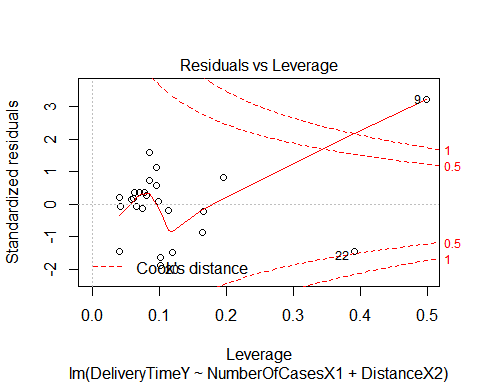 Residuals vs Leverage
Standardized residuals
3
2
1
0
-1
-2
9
22
20
1
0.5
0.5
1
Cook's distance
0.0 0.1 0.2 0.3 0.4 0.5
Leverage
lm(DeliveryTimeY ~ NumberOfCasesX1 + DistanceX2)